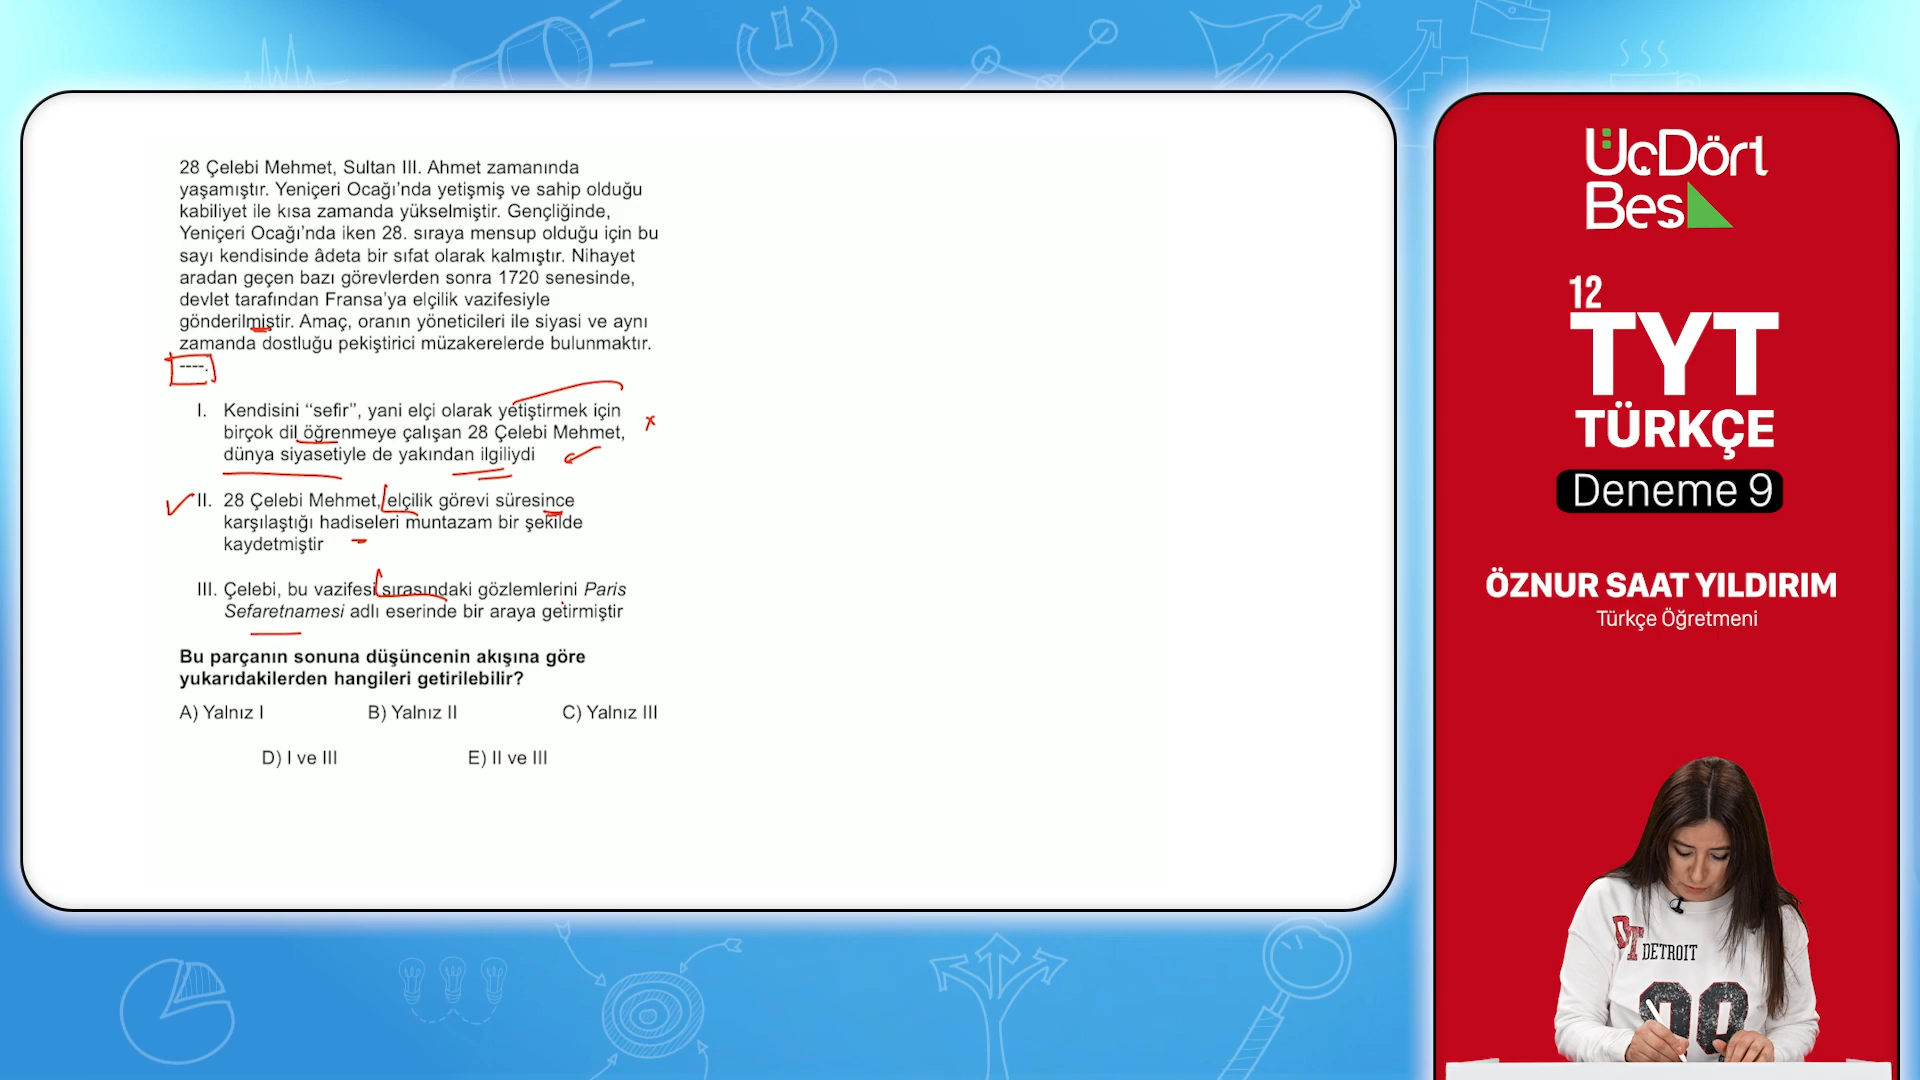 28 Çelebi Mehmet, Sultan III. Ahmet zamanında
yaşamıştır. Yeniçeri Ocağı'nda yetişmiş ve sahip olduğu
kabiliyet ile kısa zamanda yükselmiştir. Gençliğinde,
Yeniçeri Ocağı'nda iken 28. sıraya mensup olduğu için bu
sayı kendisinde âdeta bir sıfat olarak kalmıştır. Nihayet
aradan geçen bazı görevlerden sonra 1720 senesinde,
devlet tarafından Fransa'ya elçilik vazifesiyle
gönderilmiştir. Amaç, oranın yöneticileri ile siyasi ve aynı
zamanda dostluğu pekiştirici müzakerelerde bulunmaktır.
----.
I. Kendisini “sefir”, yani elçi olarak yetiştirmek için
birçok dil öğrenmeye çalışan 28 Çelebi Mehmet,
dünya siyasetiyle de yakından ilgiliydi
II. 28 Çelebi Mehmet, elçilik görevi süresince
karşılaştığı hadiseleri muntazam bir şekilde
kaydetmiştir
III. Çelebi, bu vazifesi sırasındaki gözlemlerini Paris
Sefaretnamesi adlı eserinde bir araya getirmiştir
Bu parçanın sonuna düşüncenin akışına göre
yukarıdakilerden hangileri getirilebilir?
A) Yalnız I B) Yalnız II C) Yalnız III
D) I ve III E) II ve III
ÜçDört
Beş
12
TYT
TÜRKÇE
Deneme 9
ÖZNUR SAAT YILDIRIM
Türkçe Öğretmeni
DT DETROIT